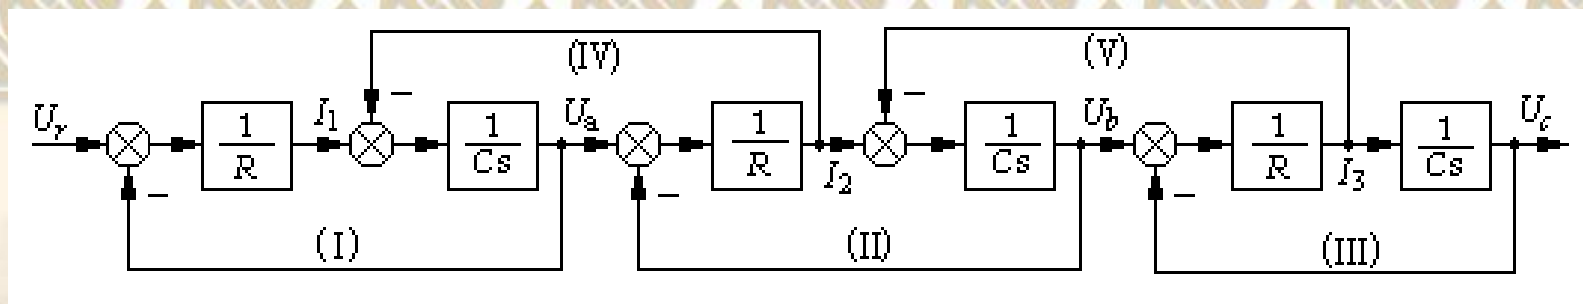 (IV)
(V)
U_r
1/R
I_1
−
1/Cs
U_a
1/R
I_2
−
1/Cs
U_b
1/R
I_3
1/Cs
U_c
−
−
−
(I)
(II)
(III)